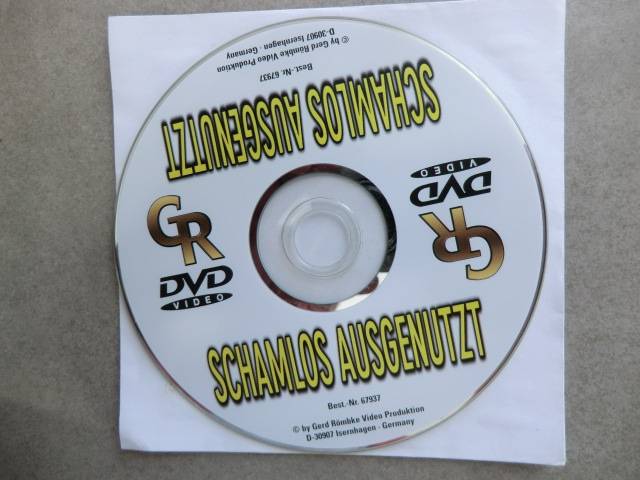 © by Gerd Römbke Video Produktion
D-30907 Isernhagen · Germany
Best.-Nr. 67937
SCHAMLOS AUSGENUTZT
DVD
VIDEO
GR
GR
DVD
VIDEO
SCHAMLOS AUSGENUTZT
Best.-Nr. 67937
© by Gerd Römbke Video Produktion
D-30907 Isernhagen · Germany